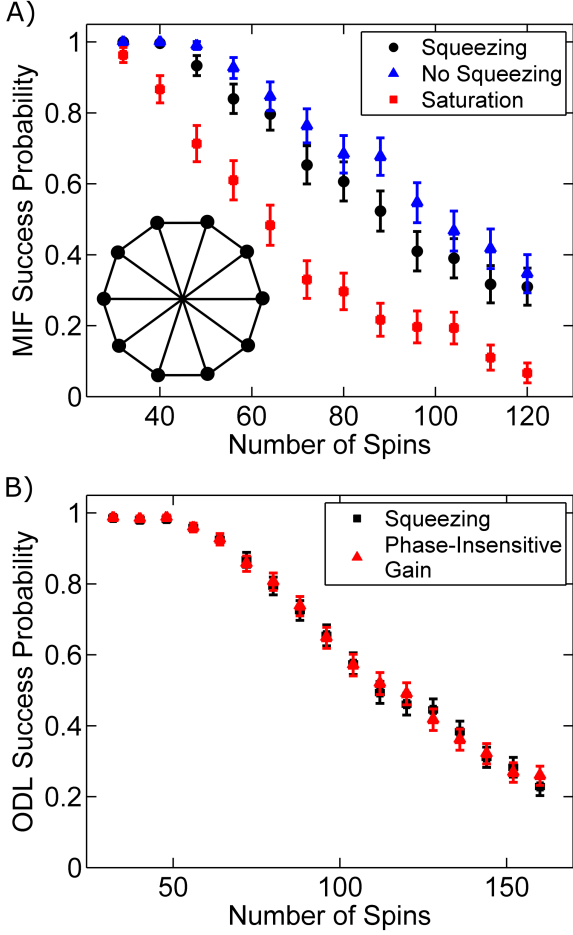 A)
MIF Success Probability
1
0.8
0.6
0.4
0.2
0
Squeezing
No Squeezing
Saturation
40 60 80 100 120
Number of Spins
B)
ODL Success Probability
1
0.8
0.6
0.4
0.2
0
Squeezing
Phase-Insensitive
Gain
50 100 150
Number of Spins